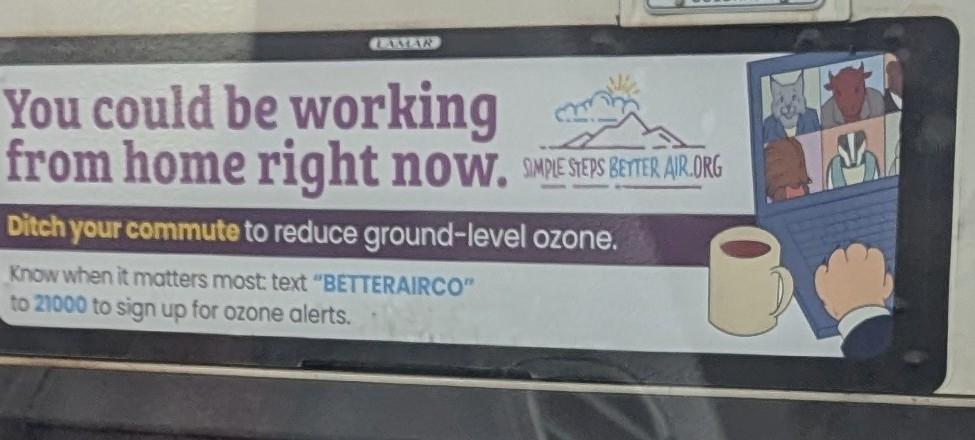 LAMAR
You could be working
from home right now.
SIMPLE STEPS BETTER AIR.ORG
Ditch your commute to reduce ground-level ozone.
Know when it matters most: text “BETTERAIRCO”
to 21000 to sign up for ozone alerts.